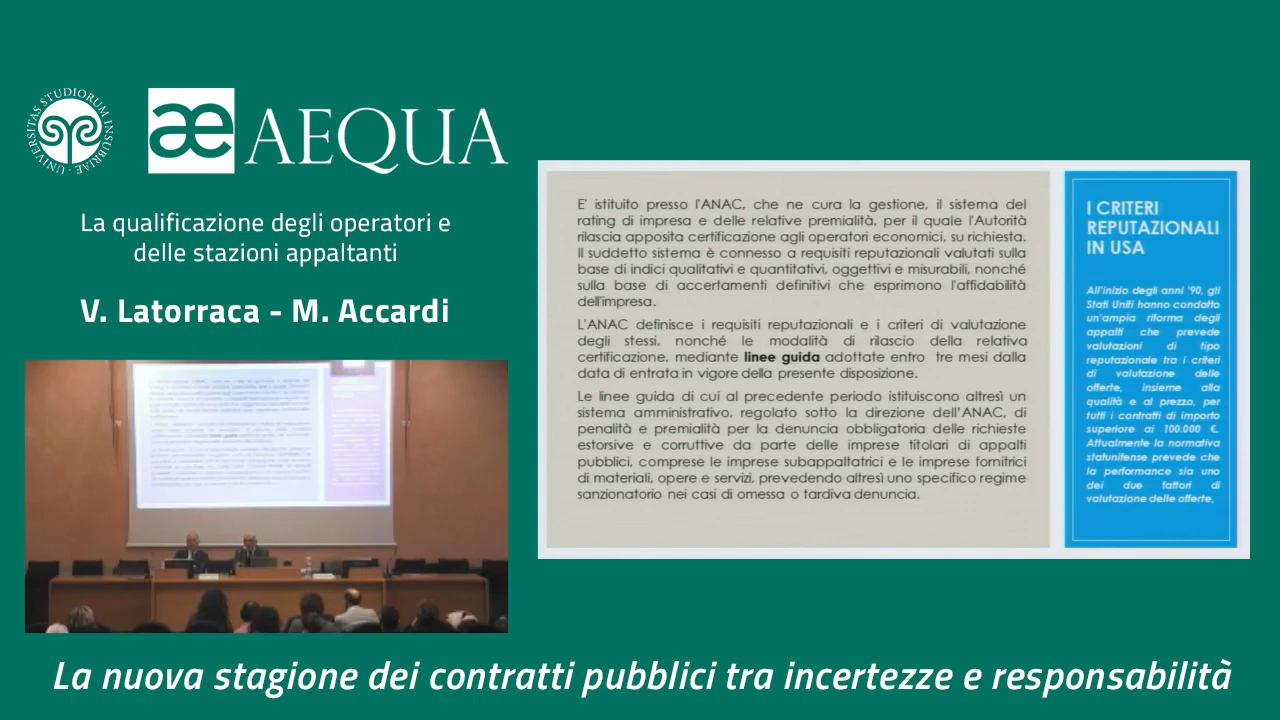 UNIVERSITAS STUDIORUM INSUBRIAE
æ AEQUA
La qualificazione degli operatori e
delle stazioni appaltanti
V. Latorraca - M. Accardi
E' istituito presso l'ANAC, che ne cura la gestione, il sistema del
rating di impresa e delle relative premialità, per il quale l'Autorità
rilascia apposita certificazione agli operatori economici, su richiesta.
Il suddetto sistema è connesso a requisiti reputazionali valutati sulla
base di indici qualitativi e quantitativi, oggettivi e misurabili, nonché
sulla base di accertamenti definitivi che esprimono l'affidabilità
dell'impresa.
L'ANAC definisce i requisiti reputazionali e i criteri di valutazione
degli stessi, nonché le modalità di rilascio della relativa
certificazione, mediante linee guida adottate entro tre mesi dalla
data di entrata in vigore della presente disposizione.
Le linee guida di cui al precedente periodo istituiscono altresì un
sistema amministrativo, regolato sotto la direzione dell'ANAC, di
penalità e premialità per la denuncia obbligatoria delle richieste
estorsive e corruttive da parte delle imprese titolari di appalti
pubblici, comprese le imprese subappaltatrici e le imprese fornitrici
di materiali, opere e servizi, prevedendo altresì uno specifico regime
sanzionatorio nei casi di omessa o tardiva denuncia.
I CRITERI
REPUTAZIONALI
IN USA
All'inizio degli anni '90, gli
Stati Uniti hanno condotto
un'ampia riforma degli
appalti che prevede
valutazioni di tipo
reputazionale tra i criteri
di valutazione delle
offerte, insieme alla
qualità e al prezzo, per
tutti i contratti di importo
superiore ai 100.000 €.
Attualmente la normativa
statunitense prevede che
la performance sia uno
dei due fattori di
valutazione delle offerte,
La nuova stagione dei contratti pubblici tra incertezze e responsabilità